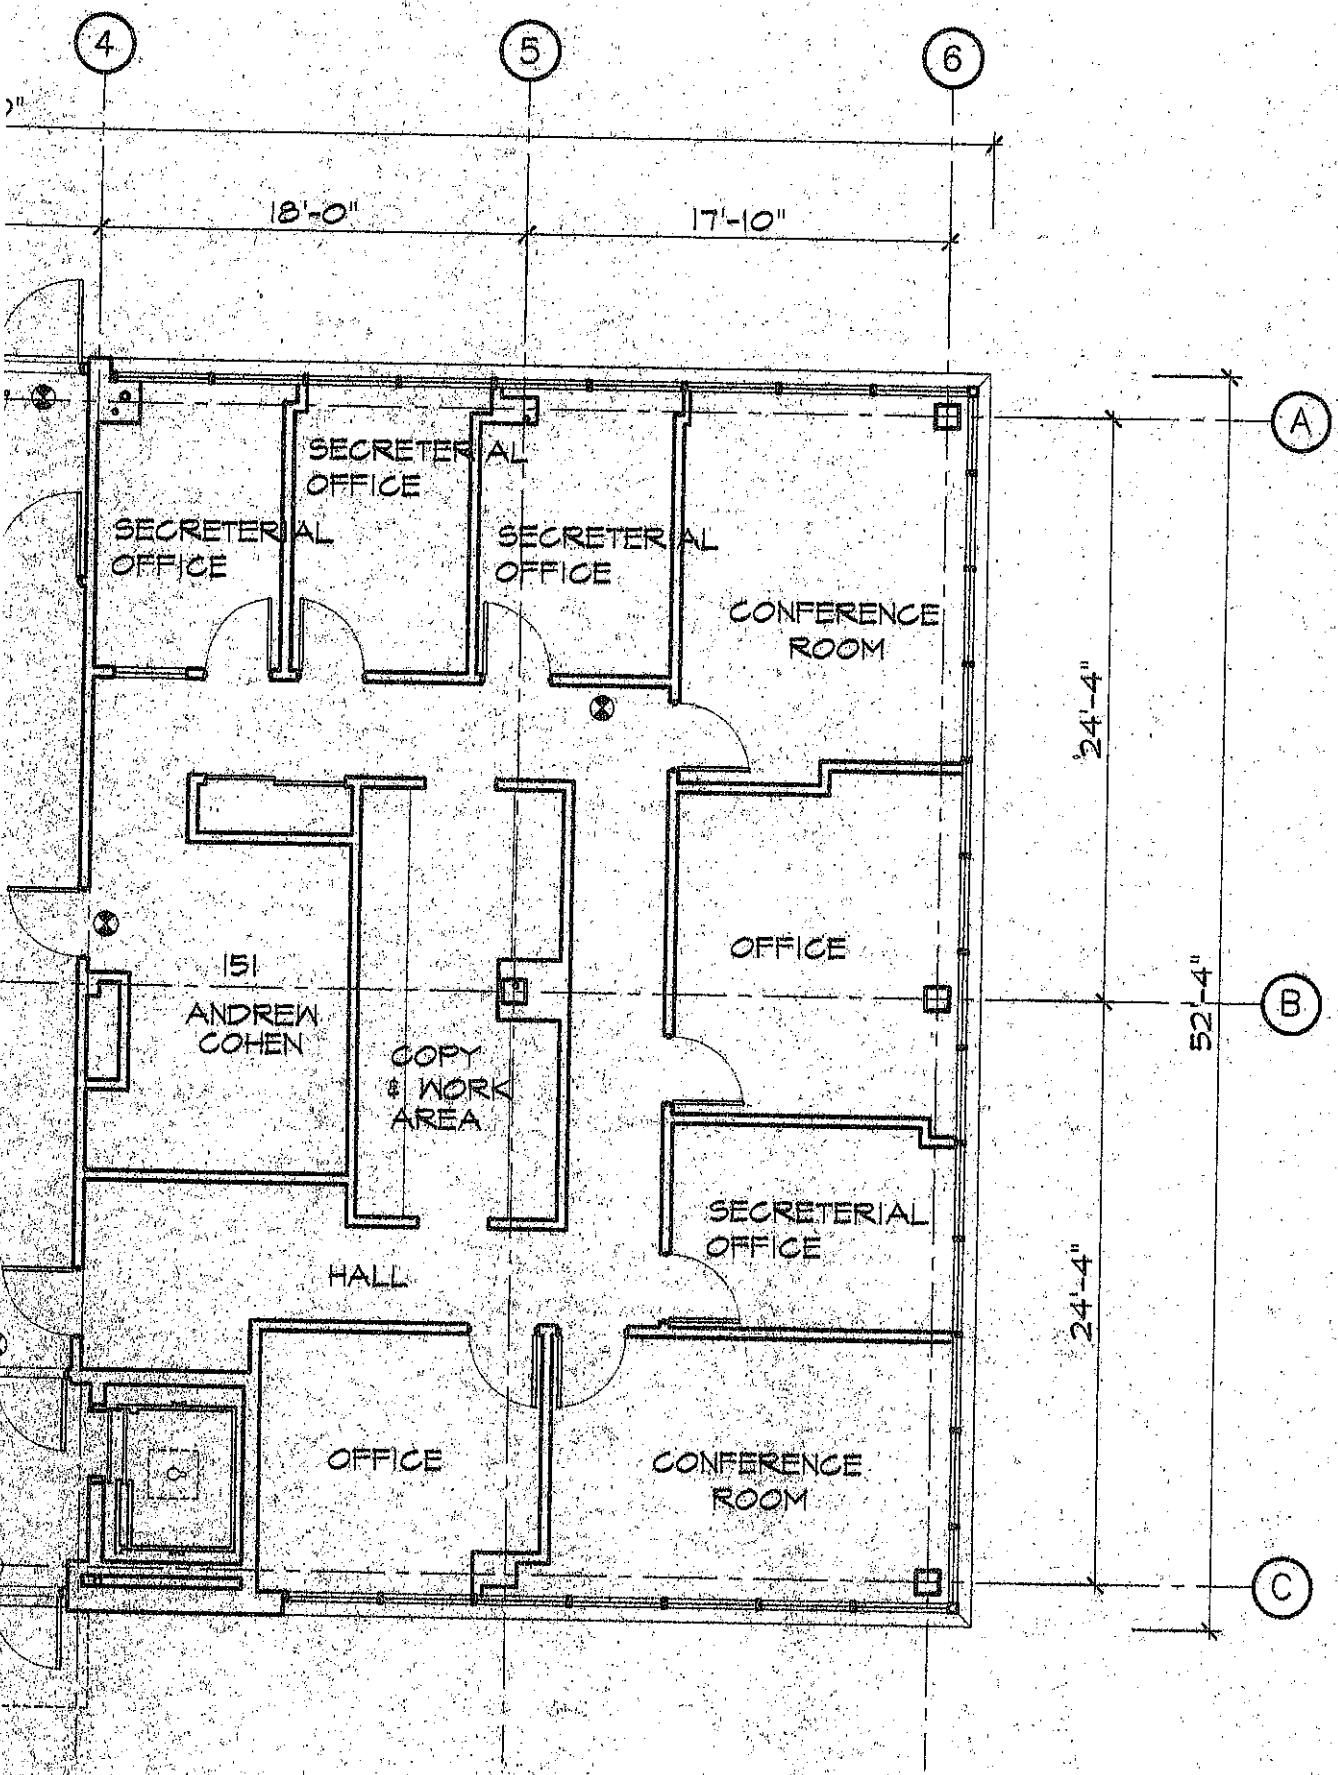 4
5
6
18'-0"
17'-10"
A
SECRETERIAL
OFFICE
SECRETERIAL
OFFICE
SECRETERIAL
OFFICE
CONFERENCE
ROOM
24'-4"
OFFICE
151
ANDREW
COHEN
52'-4"
B
COPY
& WORK
AREA
SECRETERIAL
OFFICE
HALL
24'-4"
OFFICE
CONFERENCE
ROOM
C